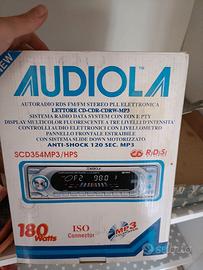 NEW
AUDIOLA
AUTORADIO RDS FM/FM STEREO PLL ELETTRONICA
LETTORE CD-CDR-CDRW-MP3
SISTEMA RADIO DATA SYSTEM CON EON E PTY
DISPLAY MULTICOLOR FLUORESCENTE A TRE LIVELLI D'INTENSITÀ
CONTROLLI AUDIO ELETTRONICI CON LIVELLOMETRO
PANNELLO FRONTALE ESTRAIBILE
CON SISTEMA SLIDE DOWN MOTORIZZATO
ANTI-SHOCK 120 SEC. MP3
SCD354MP3/HPS
RDS
180 Watts
ISO
Connector
MP3
subito